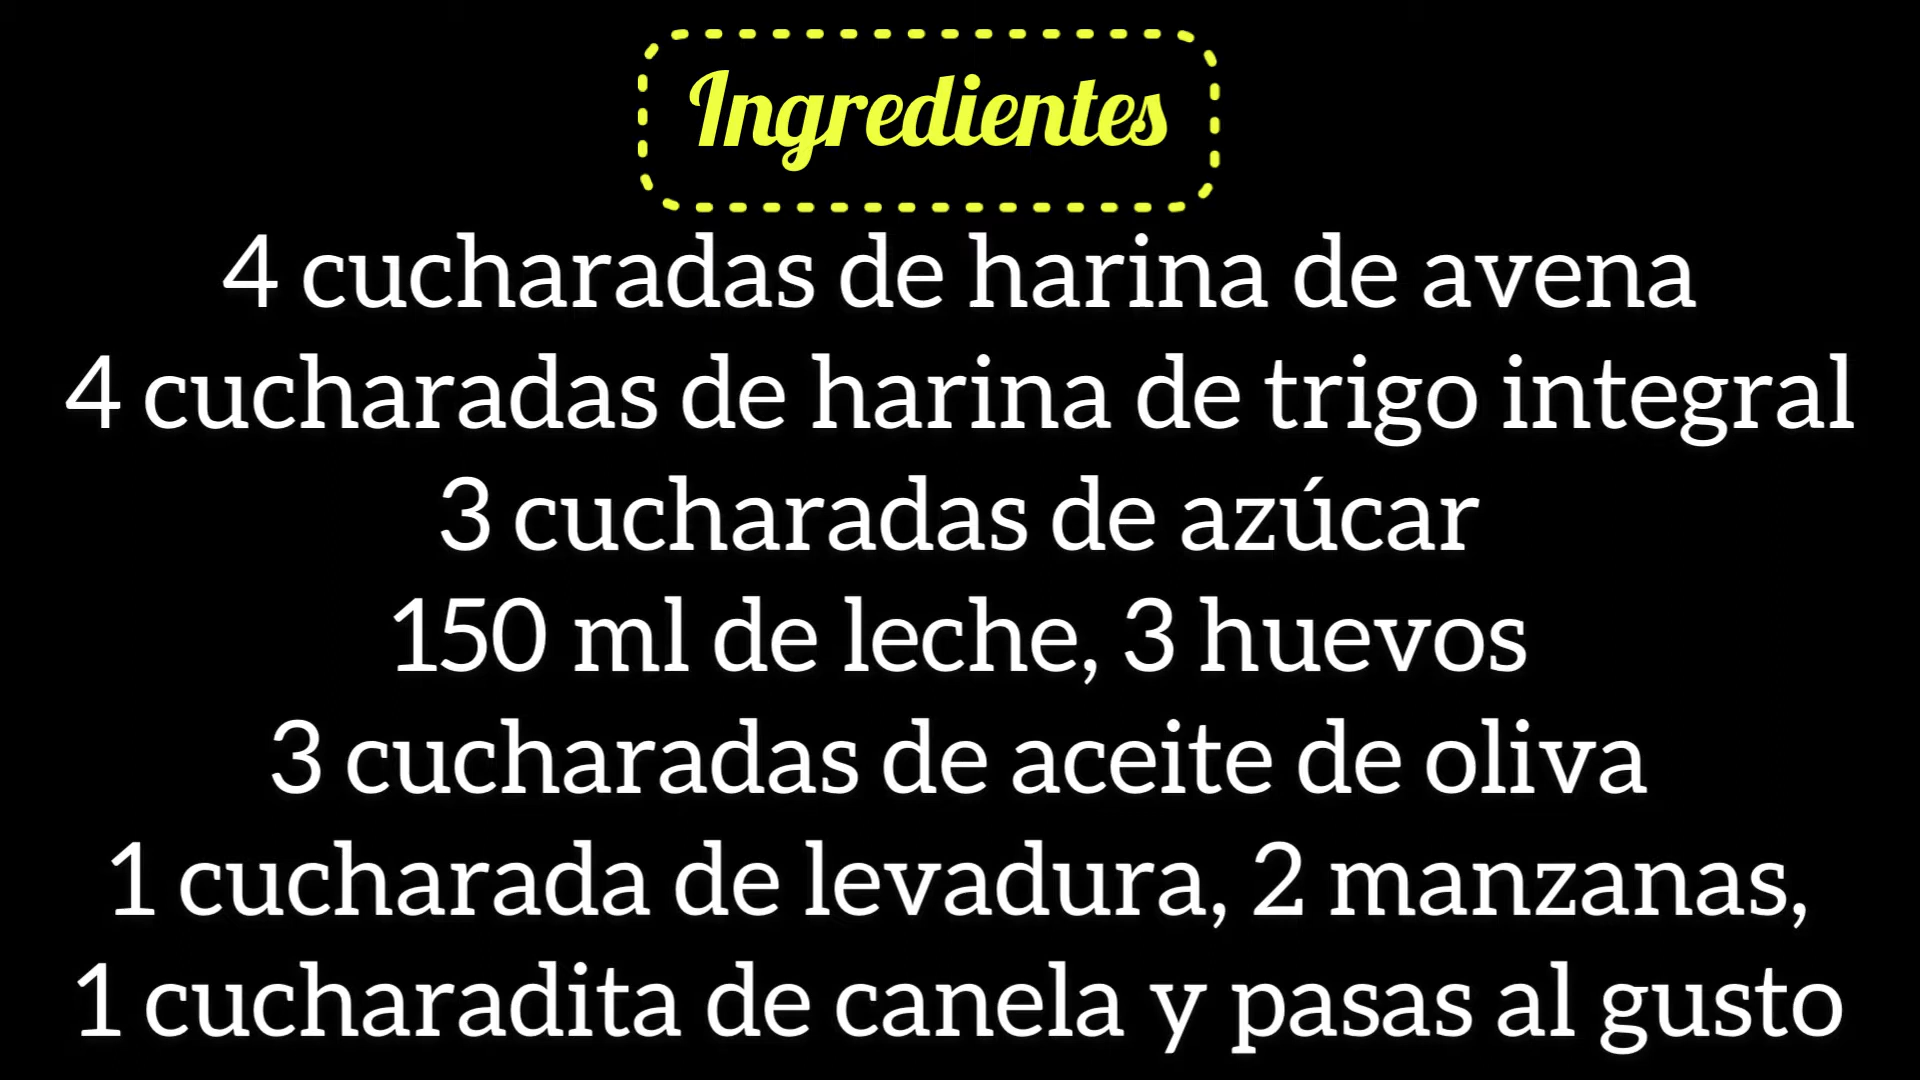 Ingredientes
4 cucharadas de harina de avena
4 cucharadas de harina de trigo integral
3 cucharadas de azúcar
150 ml de leche, 3 huevos
3 cucharadas de aceite de oliva
1 cucharada de levadura, 2 manzanas,
1 cucharadita de canela y pasas al gusto